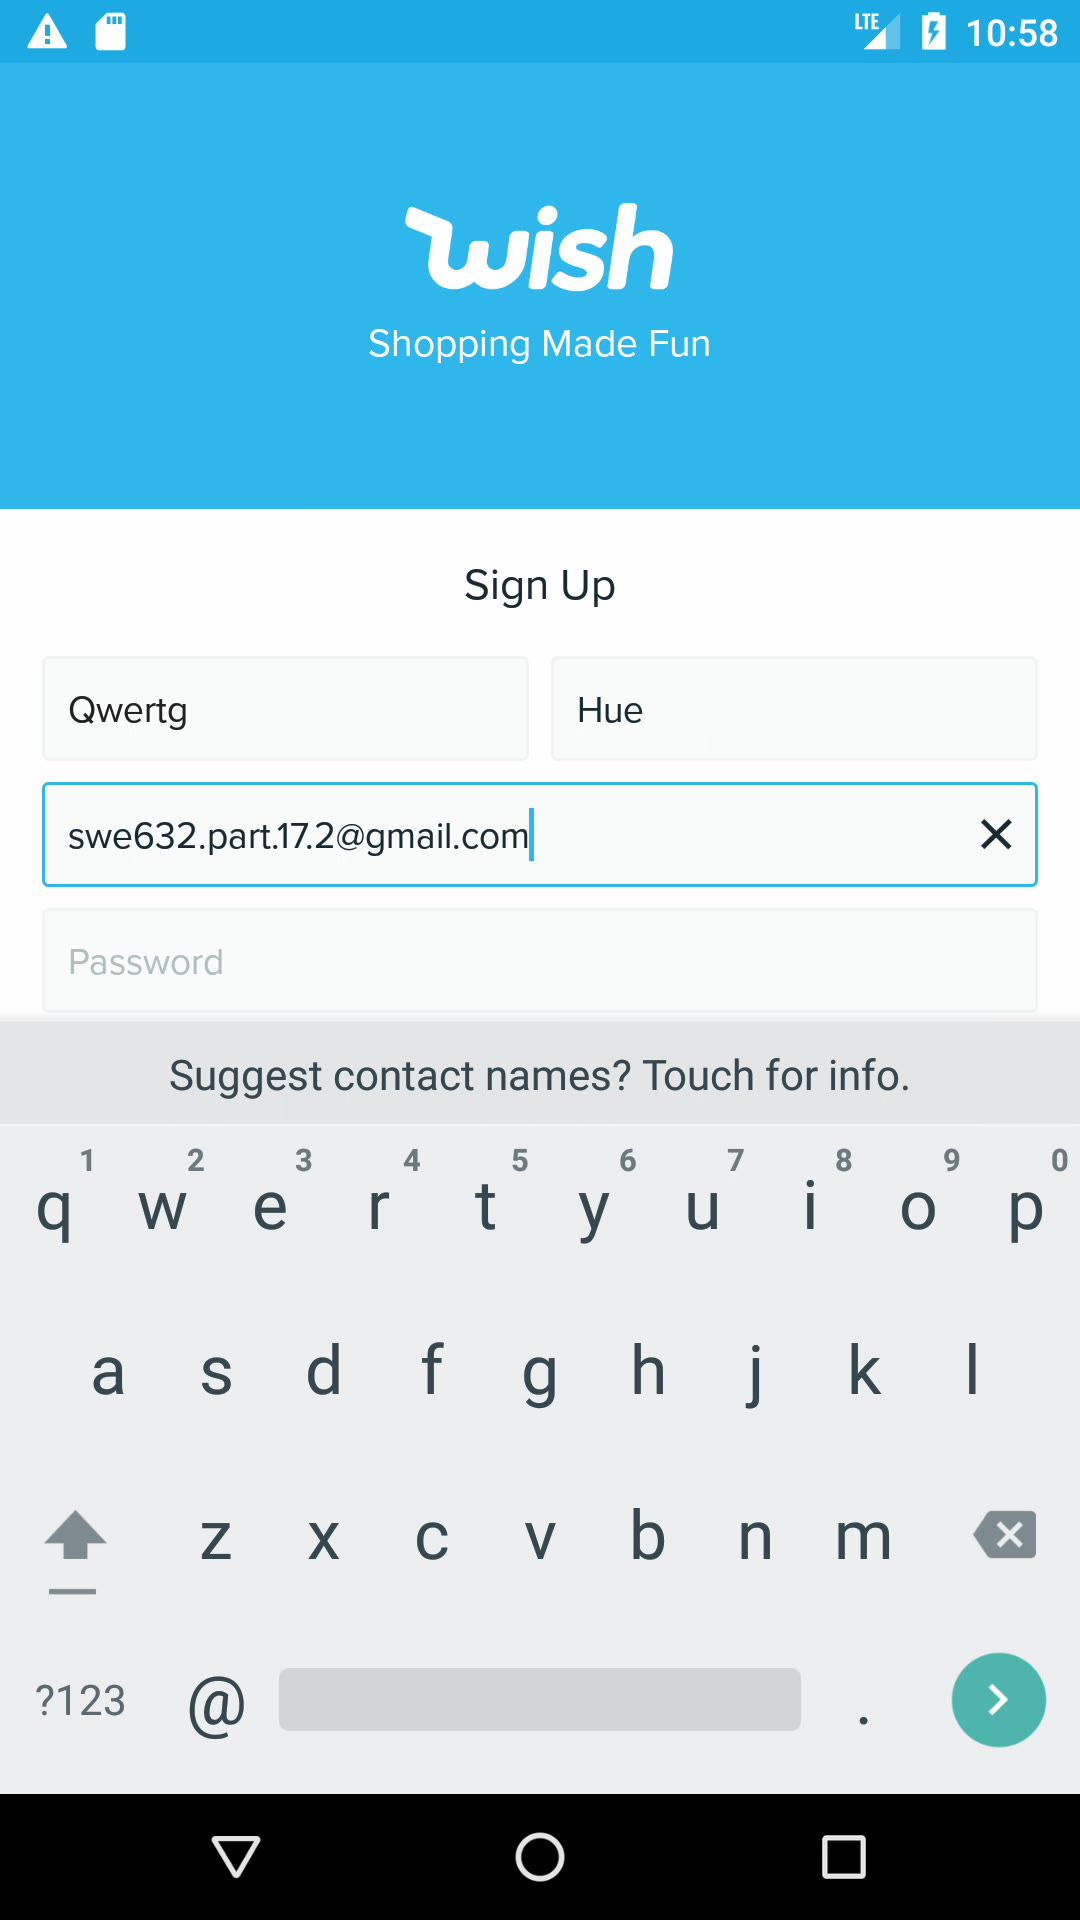 LTE 10:58
wish
Shopping Made Fun
Sign Up
Qwertg Hue
swe632.part.17.2@gmail.com
Password
Suggest contact names? Touch for info.
1 2 3 4 5 6 7 8 9 0
q w e r t y u i o p
a s d f g h j k l
z x c v b n m
?123 @ .